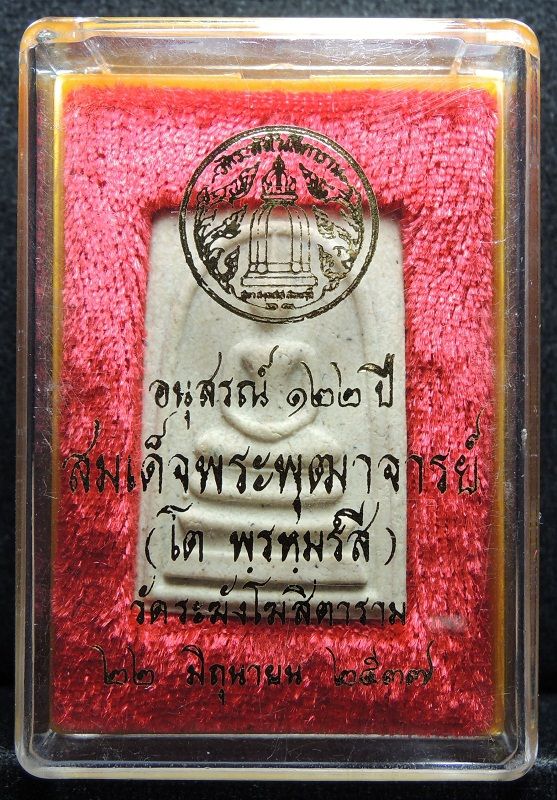 อนุสรณ์ ๑๒๒ ปี
สมเด็จพระพุฒาจารย์
(โต พฺรหฺมรํสี)
วัดระฆังโฆสิตาราม
๒๒ มิถุนายน ๒๕๓๗